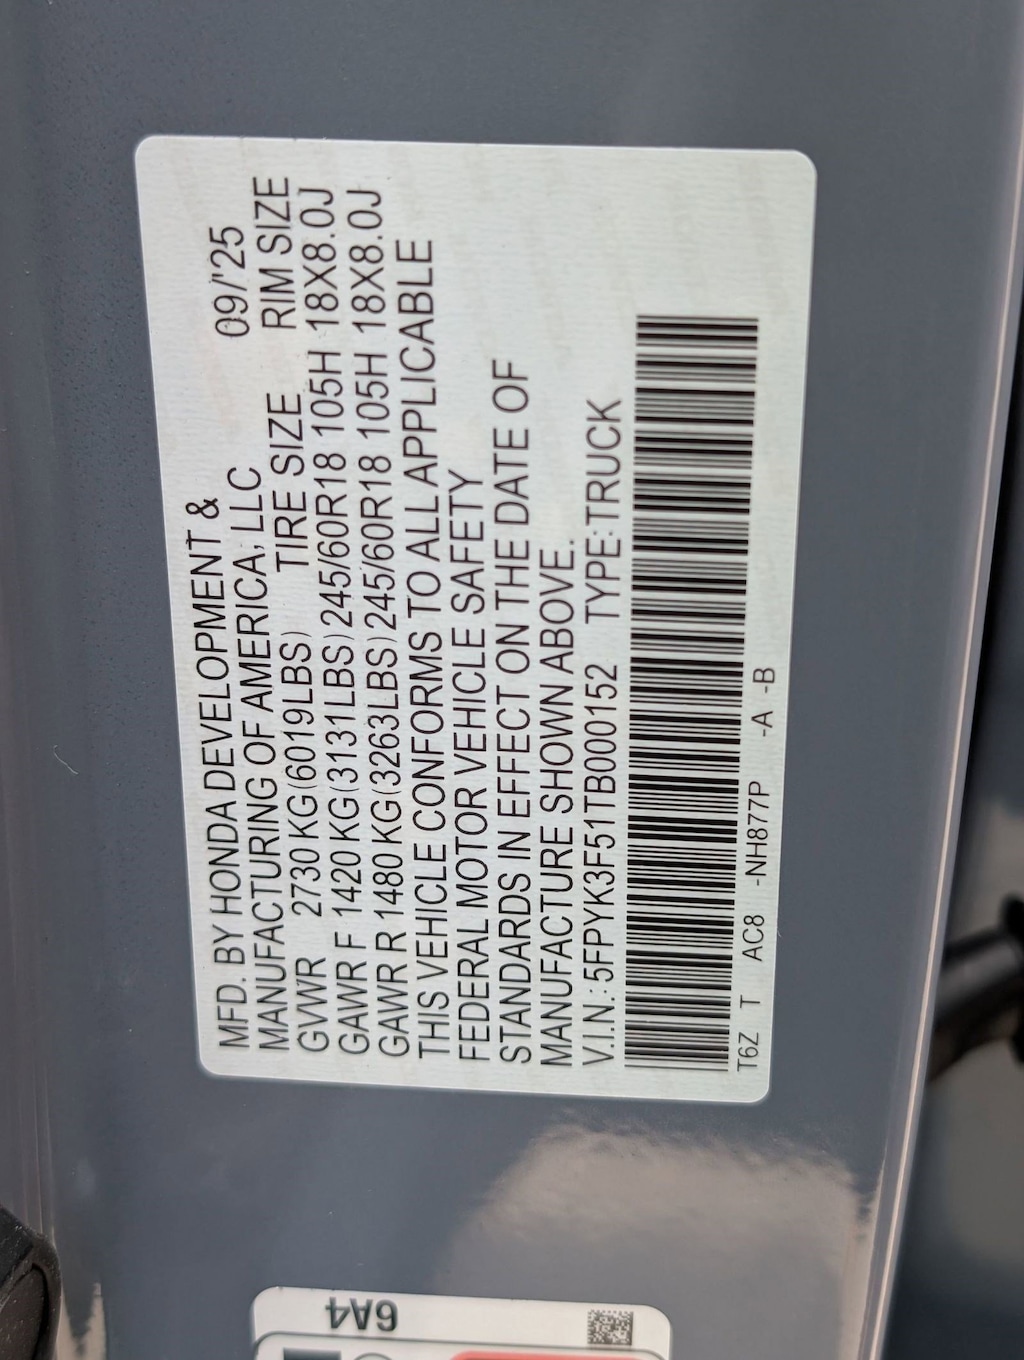 MFD. BY HONDA DEVELOPMENT &
MANUFACTURING OF AMERICA, LLC 09/'25
GVWR 2730 KG(6019LBS) TIRE SIZE RIM SIZE
GAWR F 1420 KG(3131LBS) 245/60R18 105H 18X8.0J
GAWR R 1480 KG(3263LBS) 245/60R18 105H 18X8.0J
THIS VEHICLE CONFORMS TO ALL APPLICABLE
FEDERAL MOTOR VEHICLE SAFETY
STANDARDS IN EFFECT ON THE DATE OF
MANUFACTURE SHOWN ABOVE.
V.I.N.: 5FPYK3F51TB000152 TYPE: TRUCK
T6Z T AC8 -NH877P -A -B
6A4